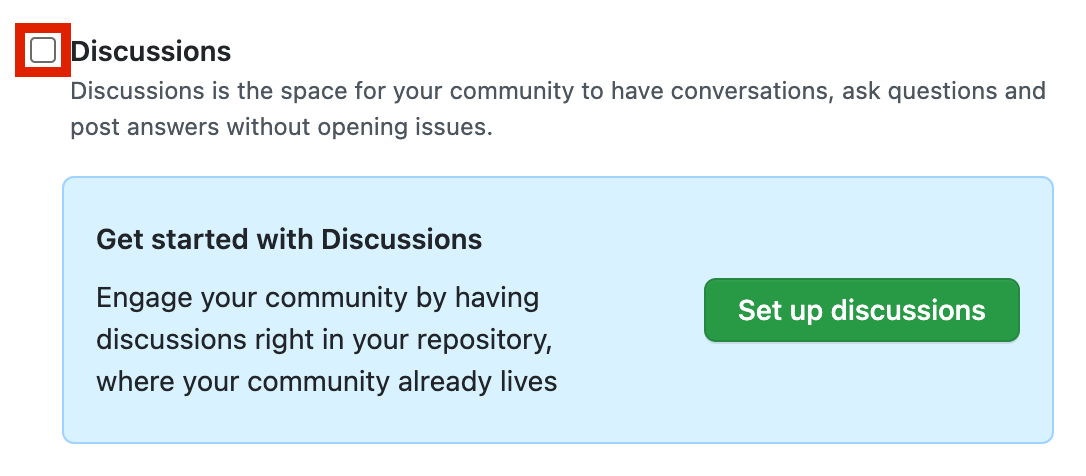 Discussions
Discussions is the space for your community to have conversations, ask questions and
post answers without opening issues.
Get started with Discussions
Engage your community by having
discussions right in your repository,
where your community already lives
Set up discussions